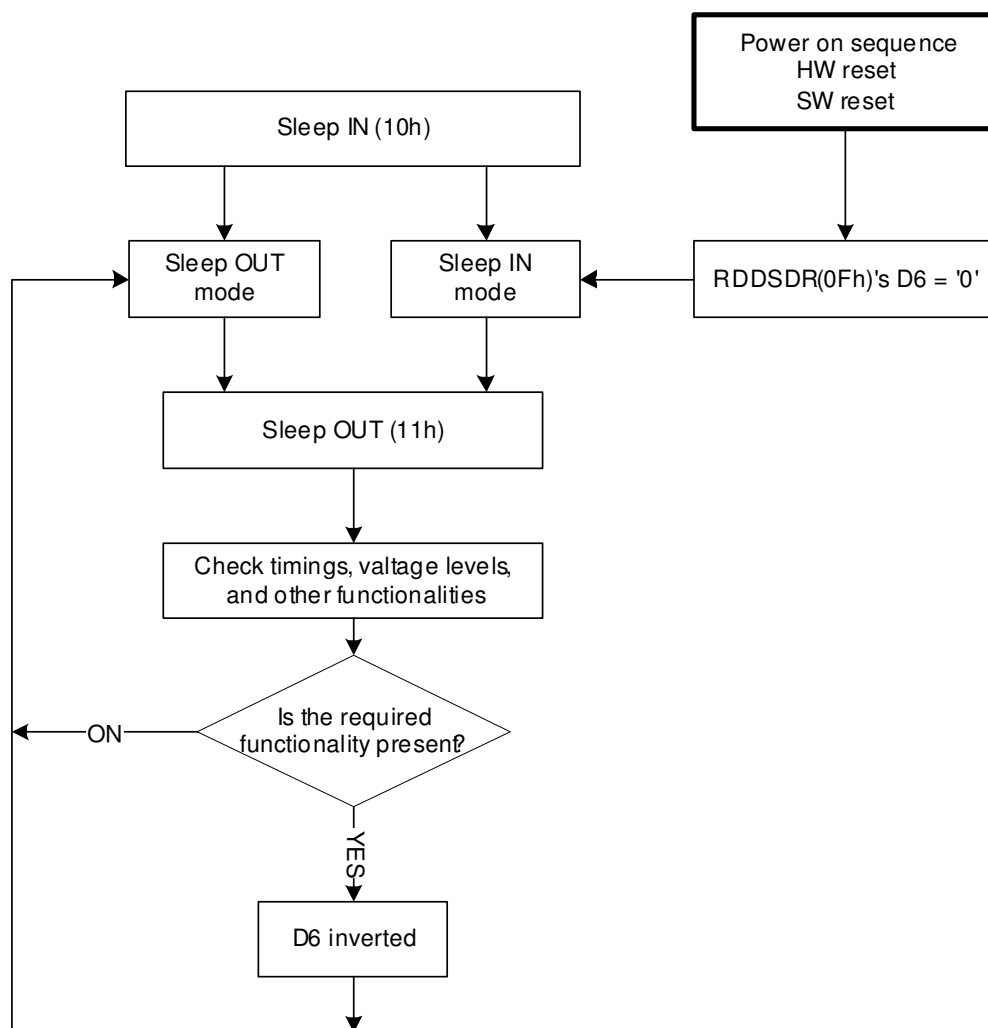 Power on sequence
HW reset
SW reset
Sleep IN (10h)
Sleep OUT
mode
Sleep IN
mode
RDDSDR(0Fh)'s D6 = '0'
Sleep OUT (11h)
Check timings, valtage levels,
and other functionalities
Is the required
functionality present?
ON
YES
D6 inverted